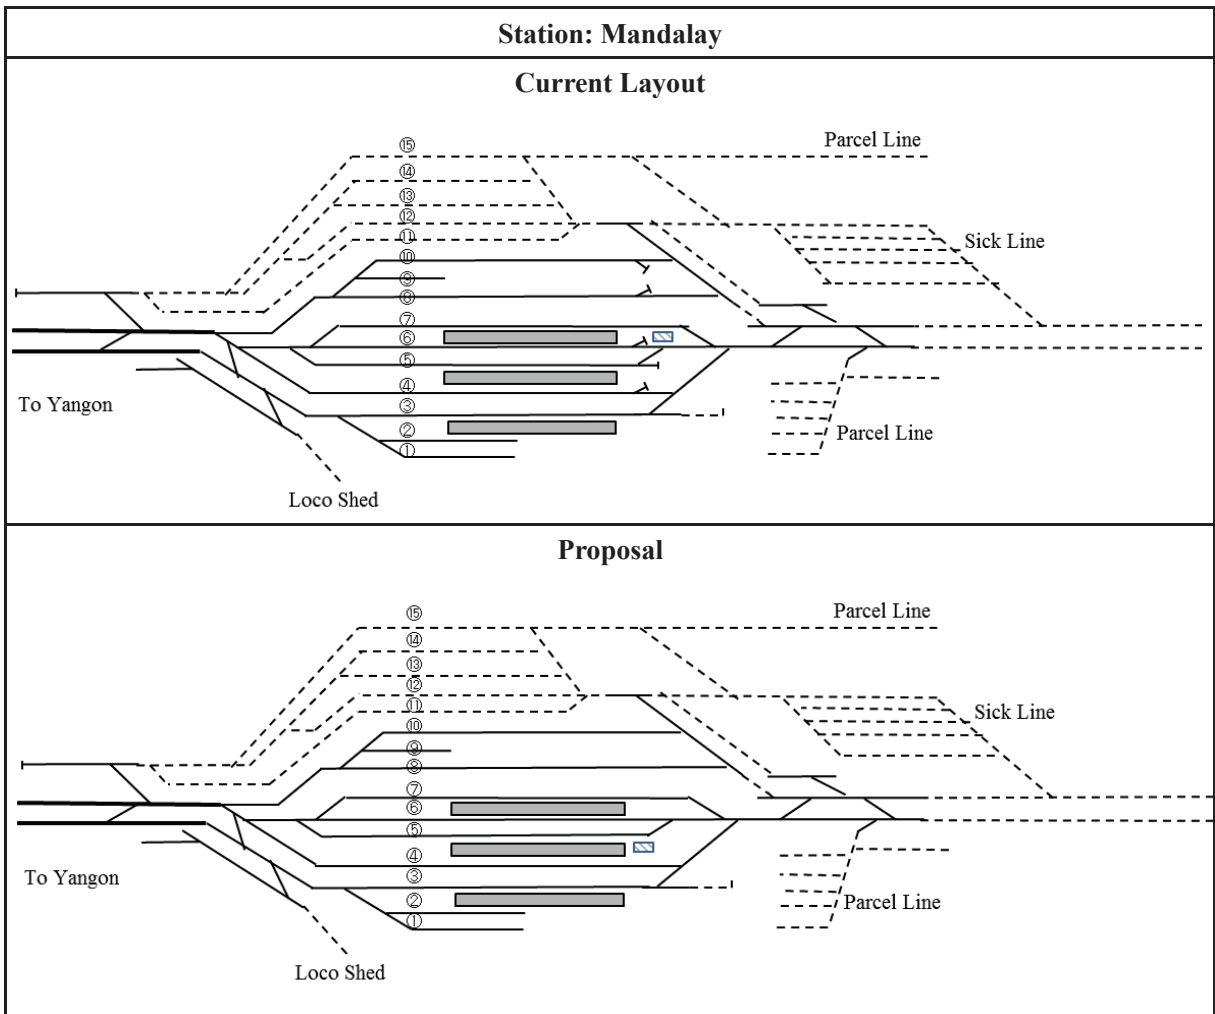 Station: Mandalay
Current Layout
⑮
Parcel Line
⑭
⑬
⑫
⑪
Sick Line
⑩
⑨
⑧
⑦
⑥
⑤
④
To Yangon
③
②
Parcel Line
①
Loco Shed
Proposal
⑮
Parcel Line
⑭
⑬
⑫
⑪
Sick Line
⑩
⑨
⑧
⑦
⑥
⑤
④
③
To Yangon
②
Parcel Line
①
Loco Shed